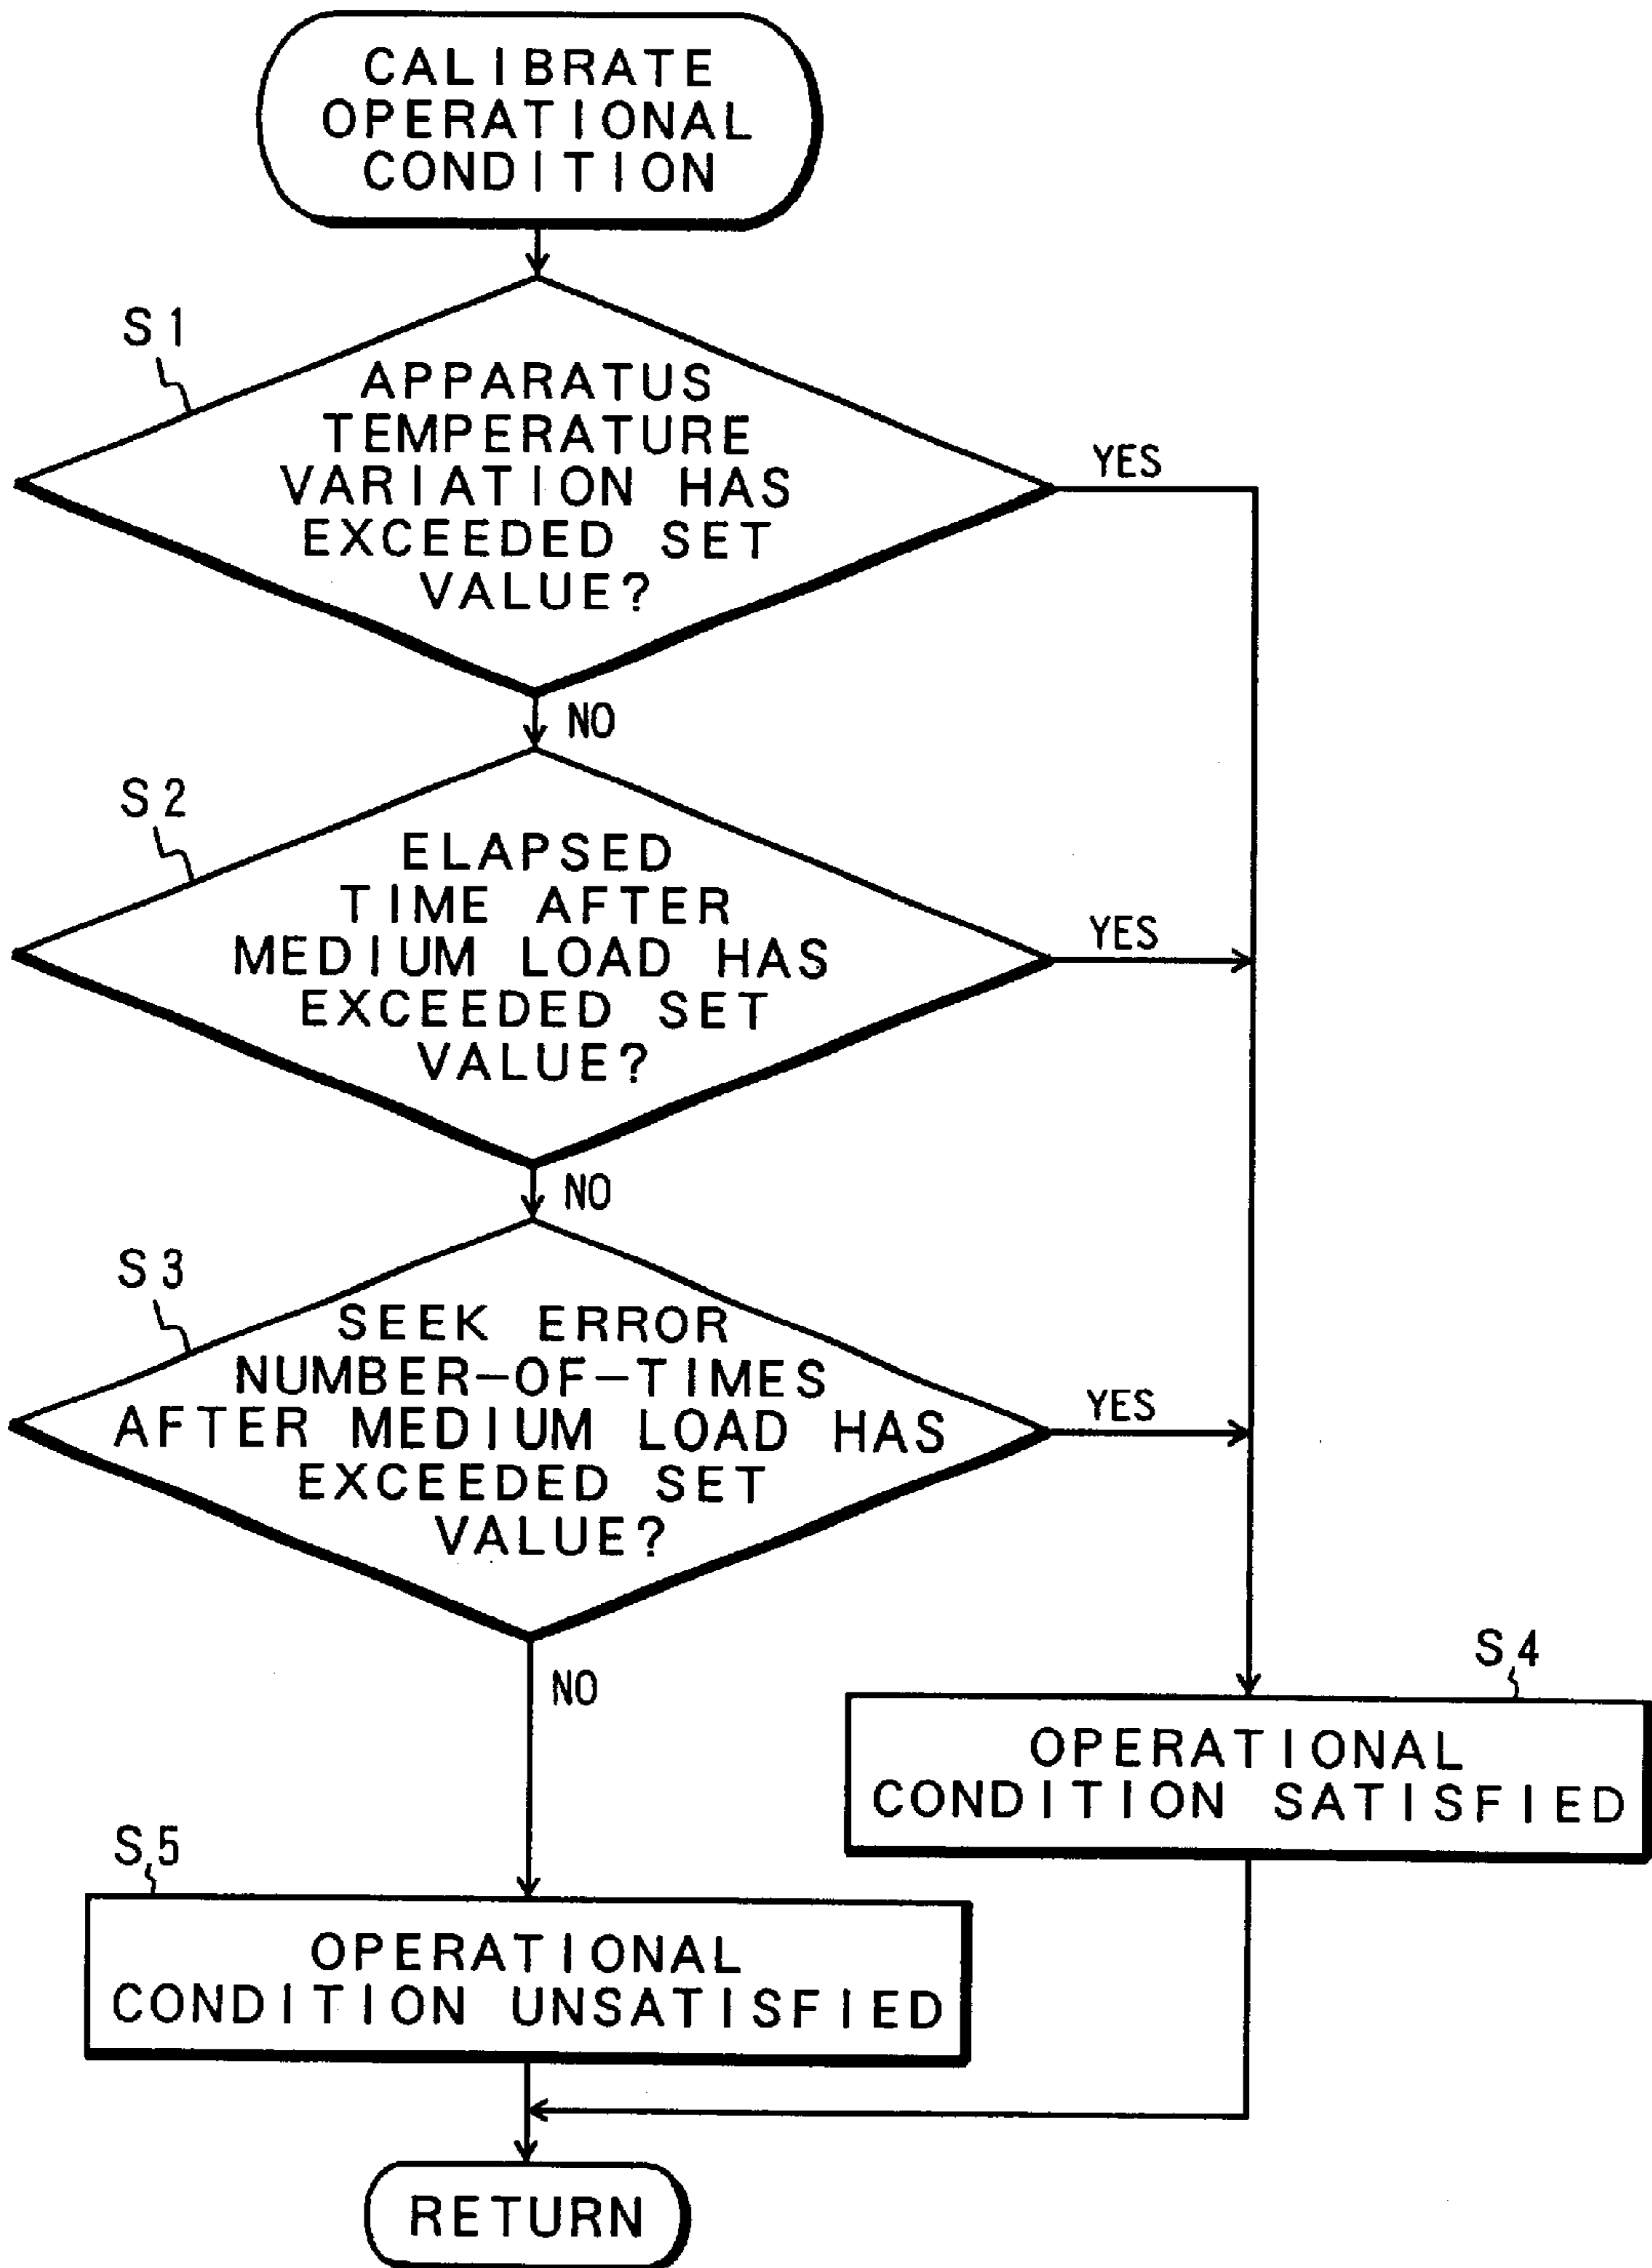 CALIBRATE
OPERATIONAL
CONDITION
S1
APPARATUS
TEMPERATURE
VARIATION HAS
EXCEEDED SET
VALUE?
YES
NO
S2
ELAPSED
TIME AFTER
MEDIUM LOAD HAS
EXCEEDED SET
VALUE?
YES
NO
S3
SEEK ERROR
NUMBER-OF-TIMES
AFTER MEDIUM LOAD HAS
EXCEEDED SET
VALUE?
YES
NO
S4
OPERATIONAL
CONDITION SATISFIED
S5
OPERATIONAL
CONDITION UNSATISFIED
RETURN